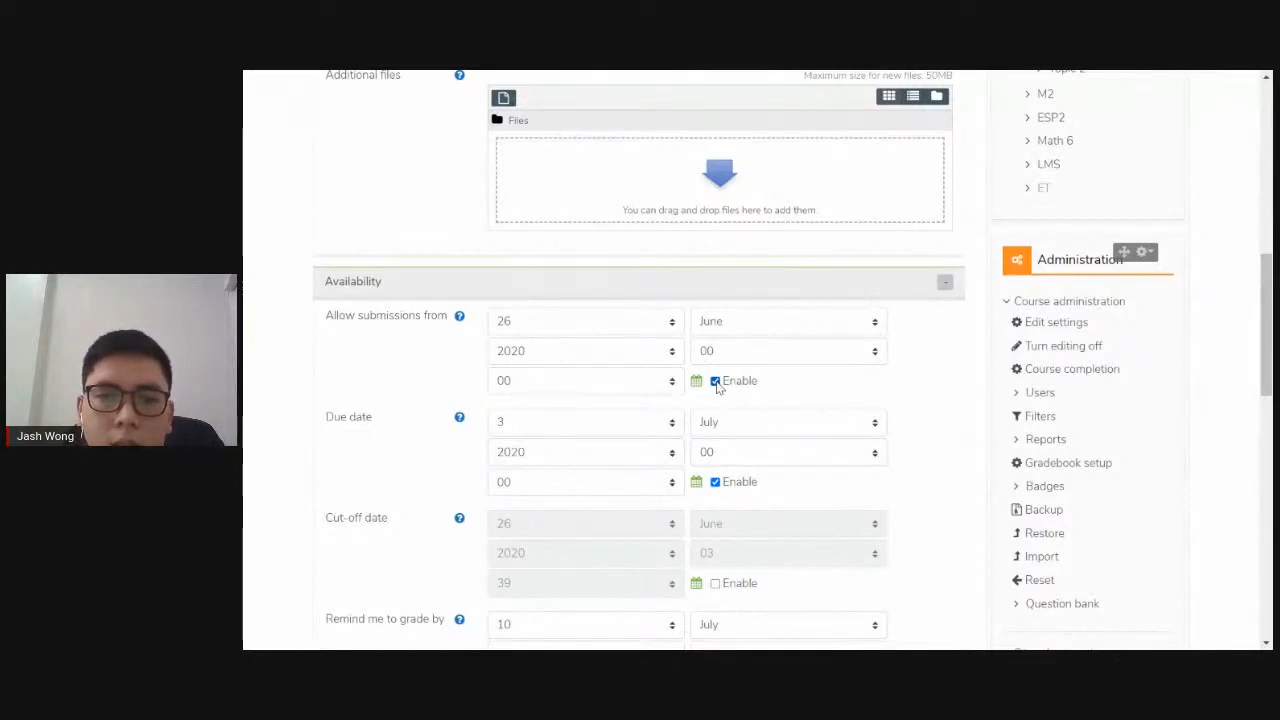 Additional files
Maximum size for new files: 50MB
Files
You can drag and drop files here to add them.
Availability -
Allow submissions from 26 June
2020 00
00 Enable
Due date 3 July
2020 00
00 Enable
Cut-off date 26 June
2020 03
39 Enable
Remind me to grade by 10 July
M2
ESP2
Math 6
LMS
ET
Administration
Course administration
Edit settings
Turn editing off
Course completion
Users
Filters
Reports
Gradebook setup
Badges
Backup
Restore
Import
Reset
Question bank
Jash Wong